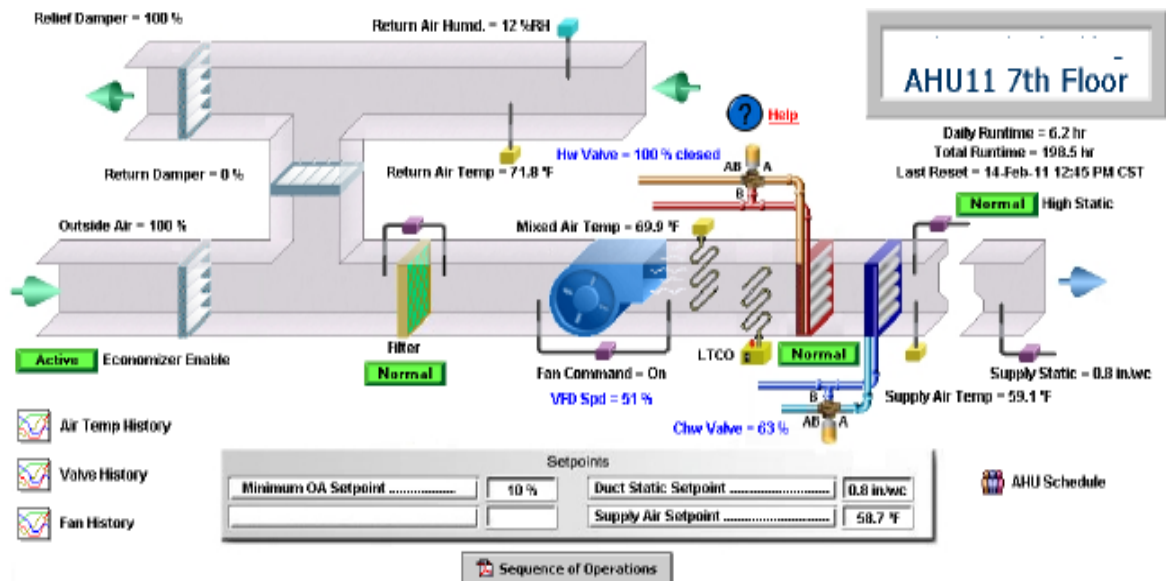 Relief Damper = 100 %
Return Air Humd. = 12 %RH
AHU11 7th Floor
?
Help
Daily Runtime = 6.2 hr
Total Runtime = 198.5 hr
Last Reset = 14-Feb-11 12:45 PM CST
Hw Valve = 100 % closed
AB
A
B
Return Damper = 0 %
Return Air Temp = 71.8 °F
Normal
High Static
Outside Air = 100 %
Mixed Air Temp = 69.9 °F
Active
Economizer Enable
Filter
Normal
LTCO
Normal
Fan Command = On
VFD Spd = 51 %
Supply Static = 0.8 in/wc
Supply Air Temp = 59.1 °F
B
AB
A
Chw Valve = 63 %
Air Temp History
Valve History
Fan History
Setpoints
Minimum OA Setpoint .................. 10 %
Duct Static Setpoint ........................ 0.8 in/wc
Supply Air Setpoint ......................... 58.7 °F
AHU Schedule
Sequence of Operations